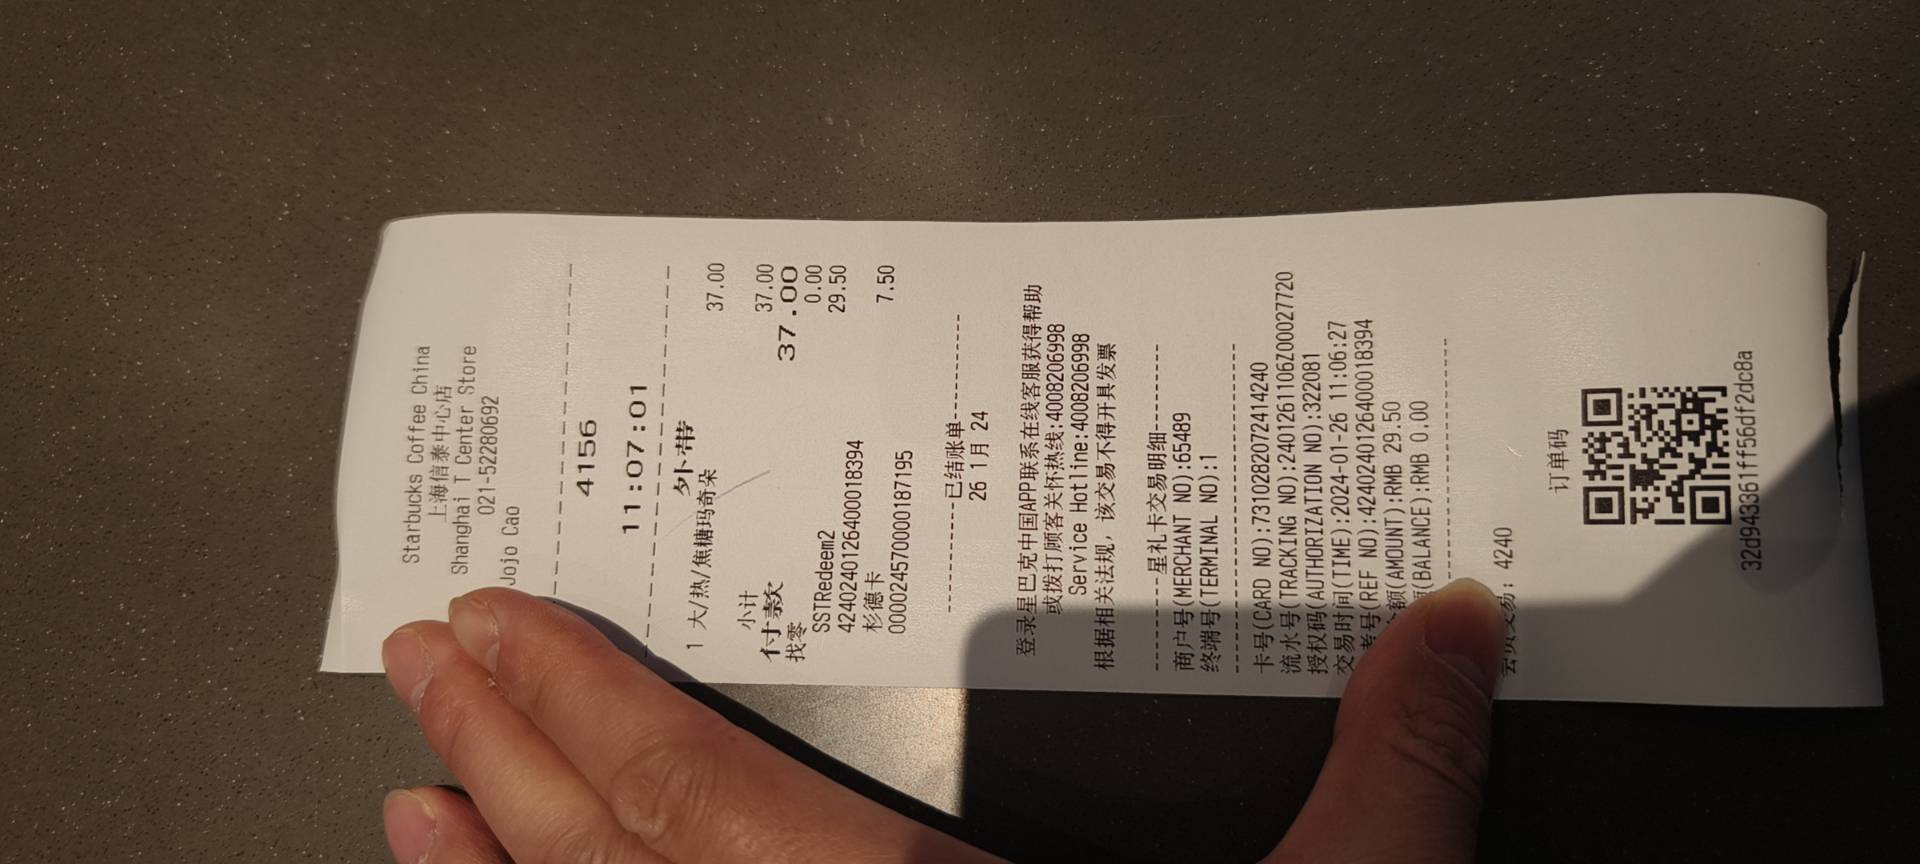 Starbucks Coffee China
上海信泰中心店
Shanghai T Center Store
021-52280692
Jojo Cao
4156
11:07:01
外带
1 大/热/焦糖玛奇朵 37.00
小计 37.00
付款 37.00
找零 0.00
SSTRedeem2 29.50
4240240126400018394
杉德卡 7.50
0000245700000187195
----------已结账单----------
26 1月 24
登录星巴克中国APP联系在线客服获得帮助
或拨打顾客关怀热线:4008206998
Service Hotline:4008206998
根据相关法规, 该交易不得开具发票
---------星礼卡交易明细---------
商户号(MERCHANT NO):65489
终端号(TERMINAL NO):1
卡号(CARD NO):7310282072414240
流水号(TRACKING NO):2401261106Z00027720
授权码(AUTHORIZATION NO):322081
交易时间(TIME):2024-01-26 11:06:27
考号(REF NO):4240240126400018394
额(AMOUNT):RMB 29.50
(BALANCE):RMB 0.00
交易: 4240
订单码
32d943361ff56df2dc8a